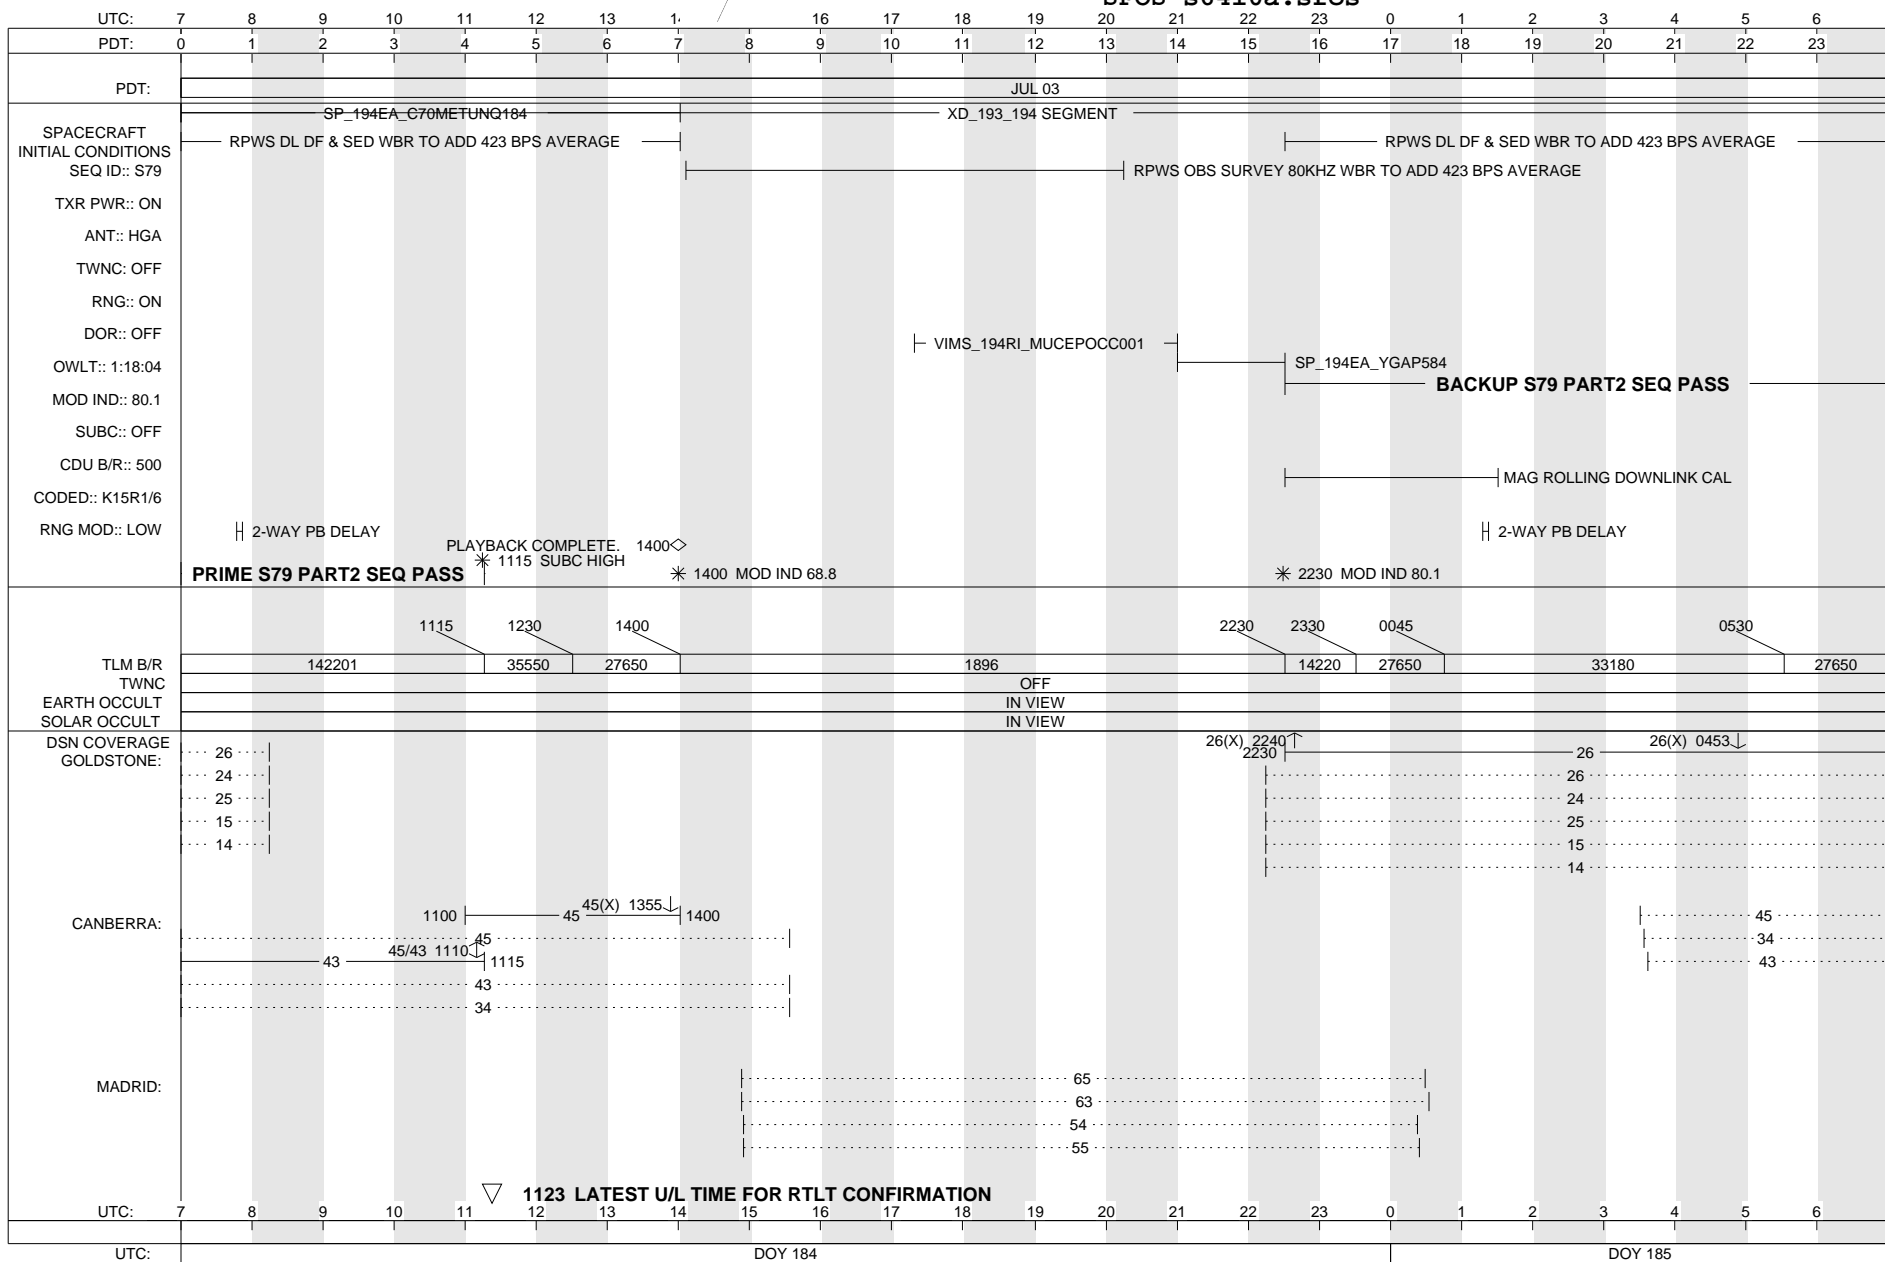 UTC: 7 8 9 10 11 12 13 16 17 18 19 20 21 22 23 0 1 2 3 4 5 6
PDT: 0 1 2 3 4 5 6 7 8 9 10 11 12 13 14 15 16 17 18 19 20 21 22 23
PDT: JUL 03
SP_194EA_C70METUNQ184 XD_193_194 SEGMENT
SPACECRAFT
INITIAL CONDITIONS
RPWS DL DF & SED WBR TO ADD 423 BPS AVERAGE RPWS DL DF & SED WBR TO ADD 423 BPS AVERAGE
SEQ ID:: S79 RPWS OBS SURVEY 80KHZ WBR TO ADD 423 BPS AVERAGE
TXR PWR:: ON
ANT:: HGA
TWNC: OFF
RNG:: ON
DOR:: OFF
VIMS_194RI_MUCEPOCC001
OWLT:: 1:18:04 SP_194EA_YGAP584
BACKUP S79 PART2 SEQ PASS
MOD IND:: 80.1
SUBC:: OFF
CDU B/R:: 500
MAG ROLLING DOWNLINK CAL
CODED:: K15R1/6
RNG MOD:: LOW 2-WAY PB DELAY 2-WAY PB DELAY
PLAYBACK COMPLETE. 1400
1115 SUBC HIGH
PRIME S79 PART2 SEQ PASS 1400 MOD IND 68.8 2230 MOD IND 80.1
1115 1230 1400 2230 2330 0045 0530
TLM B/R 142201 35550 27650 1896 14220 27650 33180 27650
TWNC OFF
EARTH OCCULT IN VIEW
SOLAR OCCULT IN VIEW
DSN COVERAGE
26(X) 2240 26(X) 0453
GOLDSTONE: 26 2230 26
26
24 24
25 25
15 15
14 14
45(X) 1355
CANBERRA: 1100 45 1400 45
45 34
45/43 1110
43 1115 43
43
34
MADRID: 65
63
54
55
1123 LATEST U/L TIME FOR RTLT CONFIRMATION
UTC: 7 8 9 10 11 12 13 14 15 16 17 18 19 20 21 22 23 0 1 2 3 4 5 6
UTC: DOY 184 DOY 185